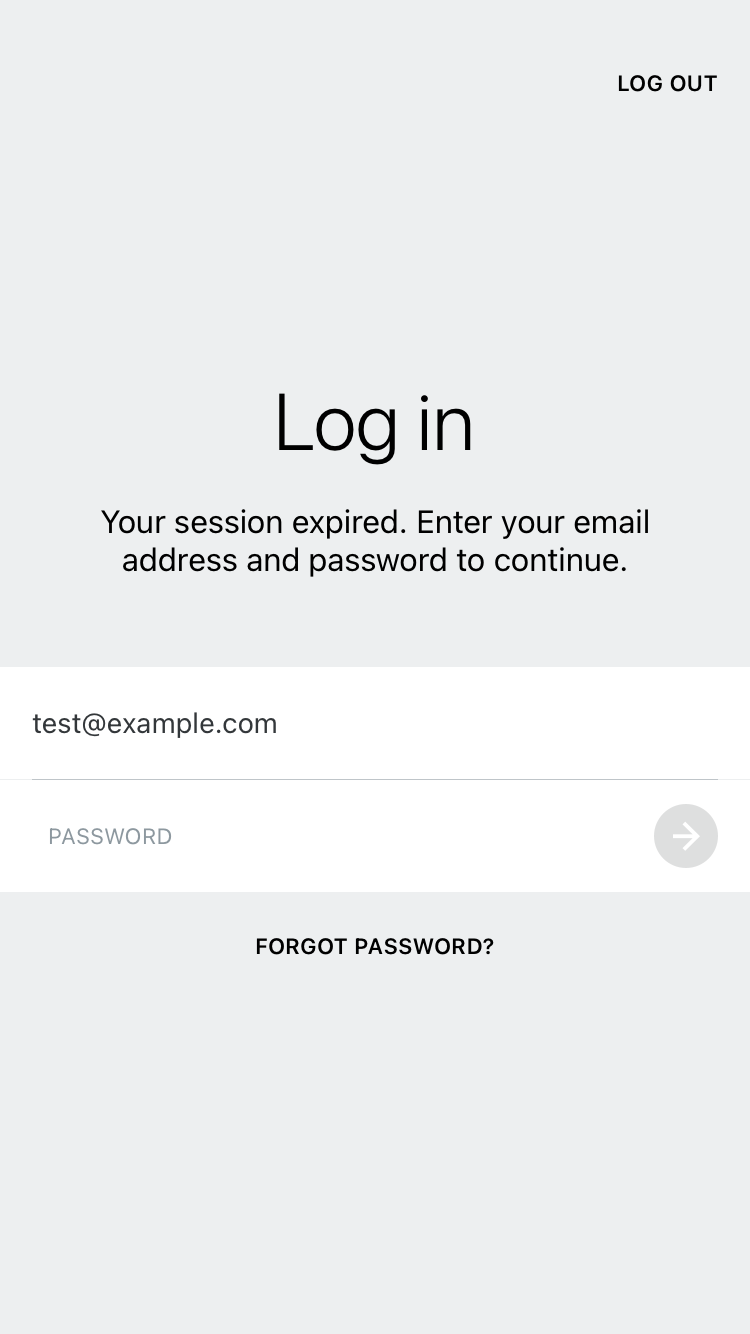 LOG OUT
Log in
Your session expired. Enter your email
address and password to continue.
test@example.com
PASSWORD
FORGOT PASSWORD?